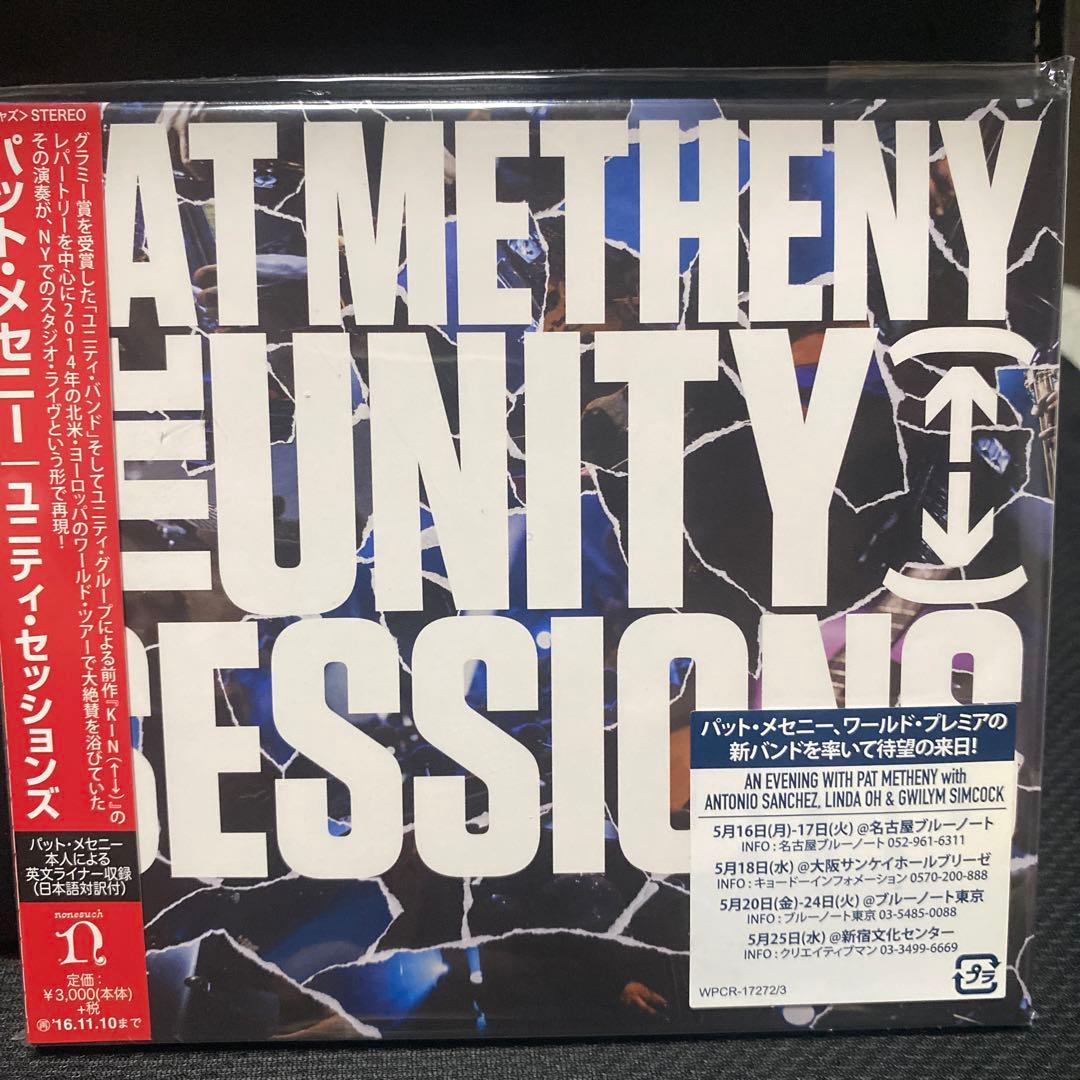 ャズ>STEREO
パット・メセニー｜ユニティ・セッションズ
グラミー賞を受賞した「ユニティ・バンド」そしてユニティ・グループによる前作『KIN(↑↓)』の
レパートリーを中心に2014年の北米・ヨーロッパのワールド・ツアーで大絶賛を浴びていた
その演奏が、NYでのスタジオ・ライヴという形で再現!
パット・メセニー
本人による
英文ライナー収録
(日本語対訳付)
nonesuch
n
定価:
¥3,000(本体)
+税
再'16.11.10まで
AT METHENY
E UNITY
SESSIONS
パット・メセニー、ワールド・プレミアの
新バンドを率いて待望の来日!
AN EVENING WITH PAT METHENY with
ANTONIO SANCHEZ, LINDA OH & GWILYM SIMCOCK
5月16日(月)-17日(火) @名古屋ブルーノート
INFO : 名古屋ブルーノート 052-961-6311
5月18日(水) @大阪サンケイホールブリーゼ
INFO : キョードーインフォメーション 0570-200-888
5月20日(金)-24日(火) @ブルーノート東京
INFO : ブルーノート東京 03-5485-0088
5月25日(水) @新宿文化センター
INFO : クリエイティブマン 03-3499-6669
WPCR-17272/3
プラ